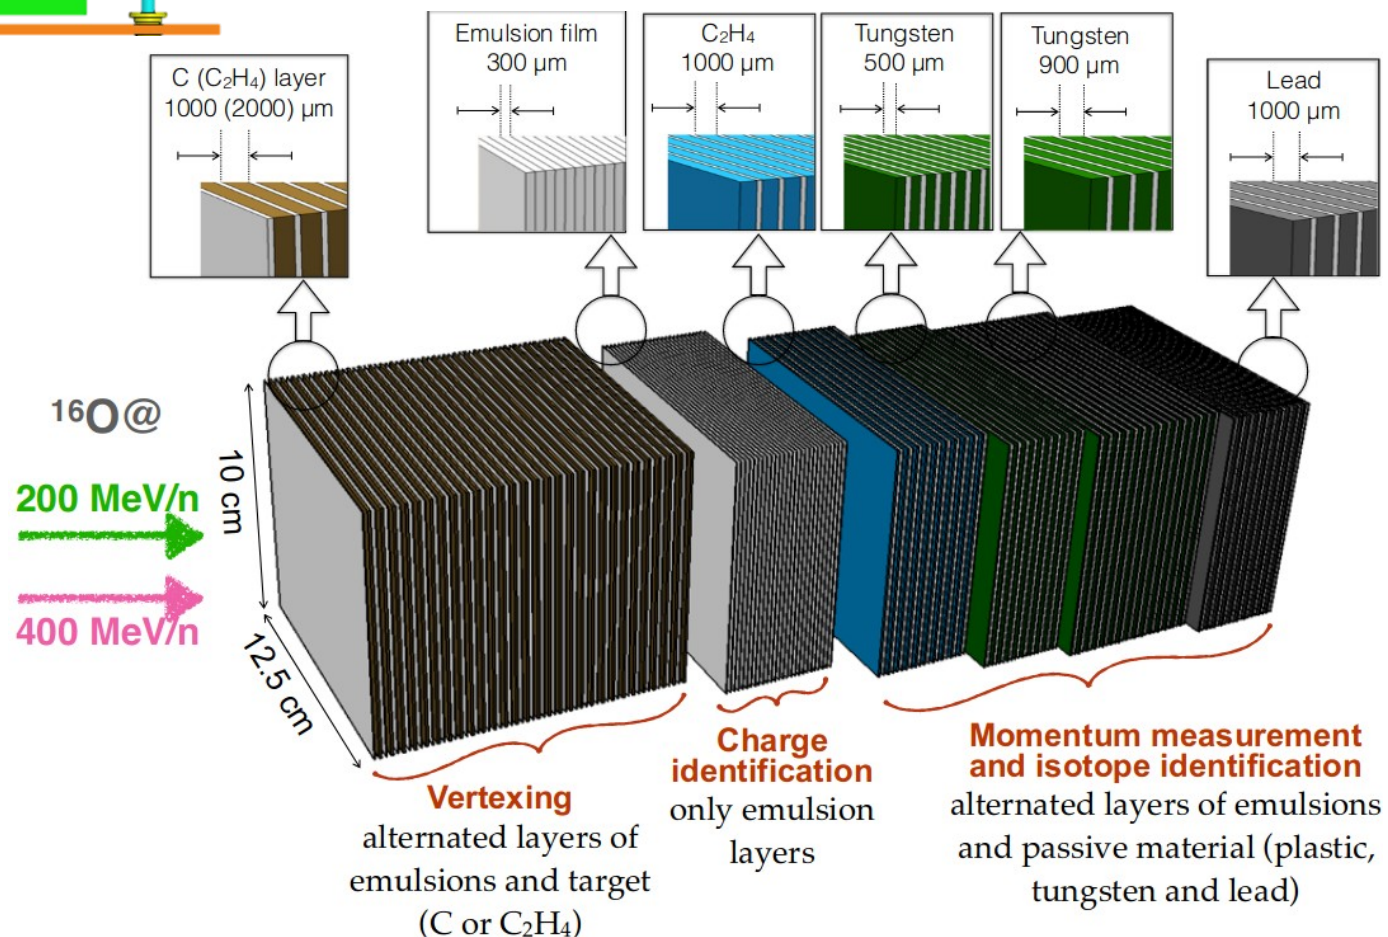 C (C₂H₄) layer
1000 (2000) μm
Emulsion film
300 μm
C₂H₄
1000 μm
Tungsten
500 μm
Tungsten
900 μm
Lead
1000 μm
¹⁶O@
200 MeV/n
400 MeV/n
10 cm
12.5 cm
Vertexing
alternated layers of
emulsions and target
(C or C₂H₄)
Charge
identification
only emulsion
layers
Momentum measurement
and isotope identification
alternated layers of emulsions
and passive material (plastic,
tungsten and lead)